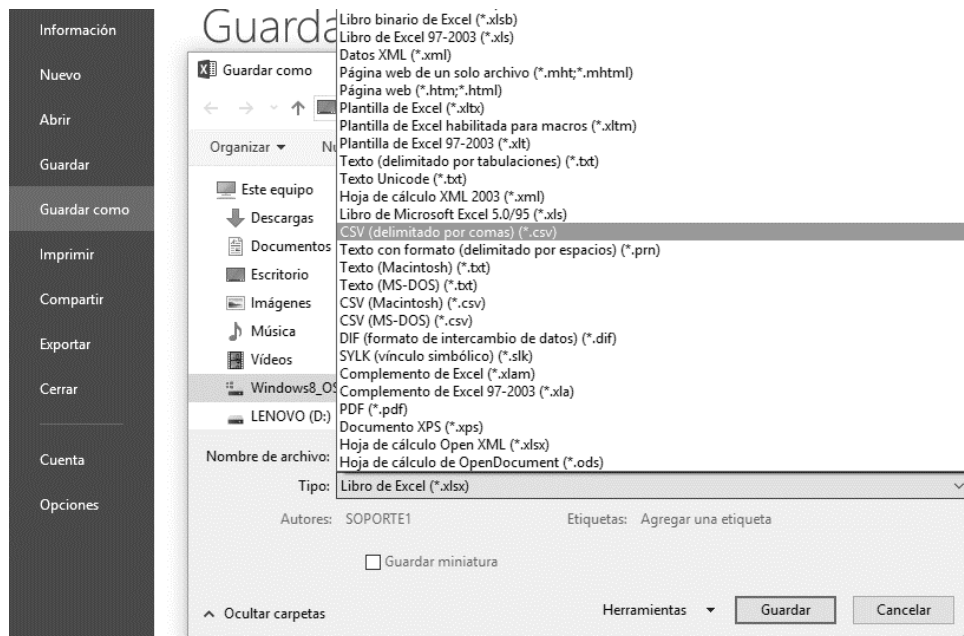 Información
Nuevo
Abrir
Guardar
Guardar como
Imprimir
Compartir
Exportar
Cerrar
Cuenta
Opciones
Guarda
Guardar como
Organizar
Este equipo
Descargas
Documentos
Escritorio
Imágenes
Música
Vídeos
Windows8_OS
LENOVO (D:)
Libro binario de Excel (*.xlsb)
Libro de Excel 97-2003 (*.xls)
Datos XML (*.xml)
Página web de un solo archivo (*.mht;*.mhtml)
Página web (*.htm;*.html)
Plantilla de Excel (*.xltx)
Plantilla de Excel habilitada para macros (*.xltm)
Plantilla de Excel 97-2003 (*.xlt)
Texto (delimitado por tabulaciones) (*.txt)
Texto Unicode (*.txt)
Hoja de cálculo XML 2003 (*.xml)
Libro de Microsoft Excel 5.0/95 (*.xls)
CSV (delimitado por comas) (*.csv)
Texto con formato (delimitado por espacios) (*.prn)
Texto (Macintosh) (*.txt)
Texto (MS-DOS) (*.txt)
CSV (Macintosh) (*.csv)
CSV (MS-DOS) (*.csv)
DIF (formato de intercambio de datos) (*.dif)
SYLK (vínculo simbólico) (*.slk)
Complemento de Excel (*.xlam)
Complemento de Excel 97-2003 (*.xla)
PDF (*.pdf)
Documento XPS (*.xps)
Hoja de cálculo Open XML (*.xlsx)
Hoja de cálculo de OpenDocument (*.ods)
Nombre de archivo:
Tipo: Libro de Excel (*.xlsx)
Autores: SOPORTE1 Etiquetas: Agregar una etiqueta
Guardar miniatura
Ocultar carpetas Herramientas Guardar Cancelar